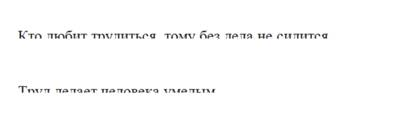 Кто любит трудиться, тому без дела не сидится
Труд делает человека умелым